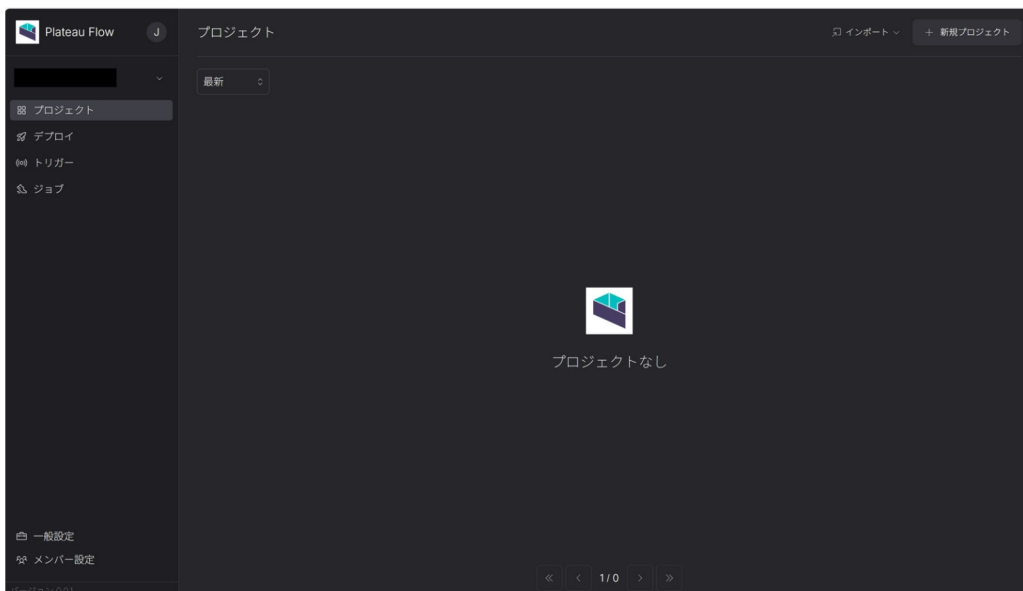 Plateau Flow
J
プロジェクト
インポート
+ 新規プロジェクト
最新
プロジェクト
デプロイ
トリガー
ジョブ
プロジェクトなし
一般設定
メンバー設定
1 / 0